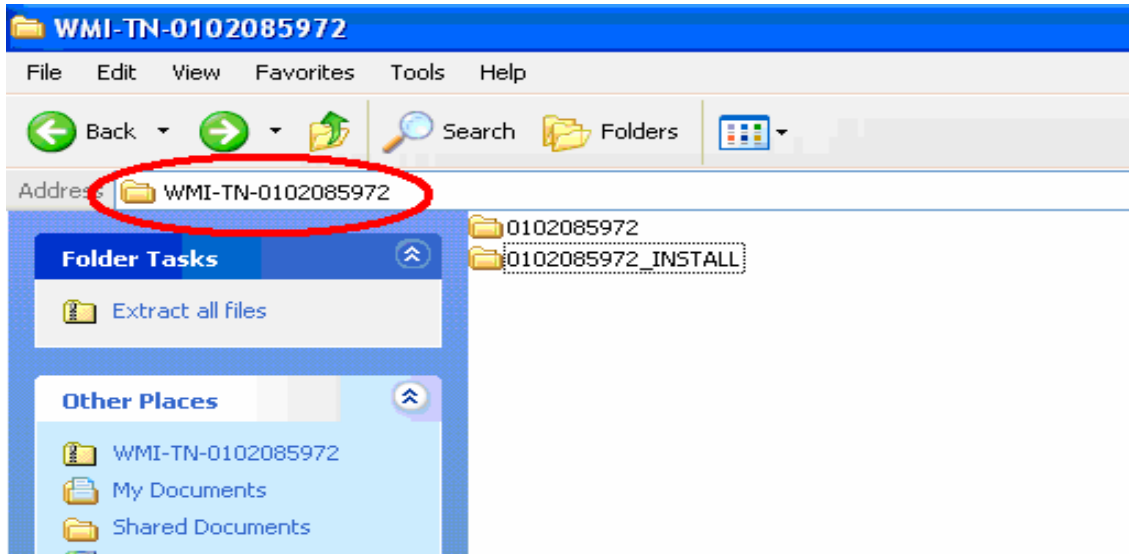 WMI-TN-0102085972
File Edit View Favorites Tools Help
Back Search Folders
Address WMI-TN-0102085972
0102085972
0102085972_INSTALL
Folder Tasks
Extract all files
Other Places
WMI-TN-0102085972
My Documents
Shared Documents